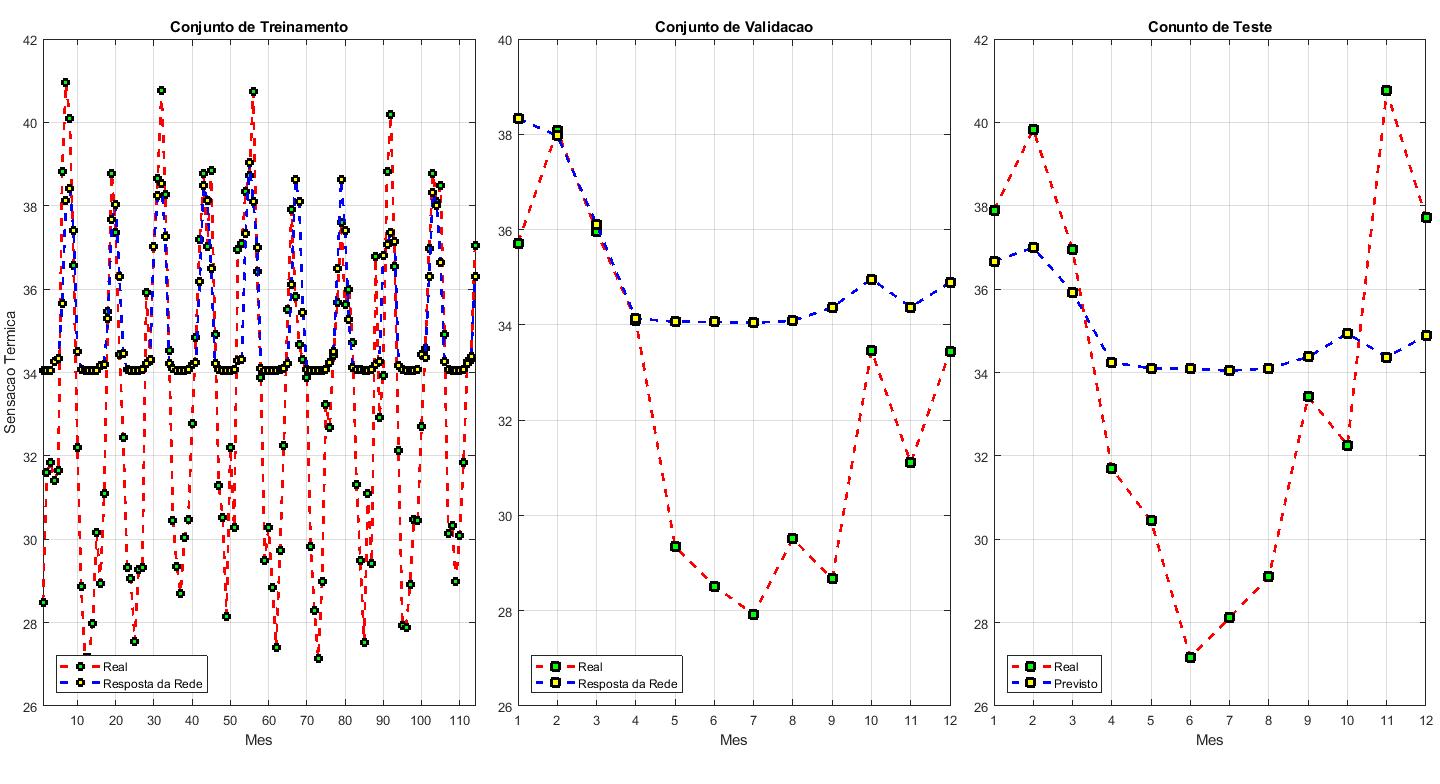 Conjunto de Treinamento
42
40
38
36
34
32
30
28
26
Sensacao Termica
10 20 30 40 50 60 70 80 90 100 110
Mes
Real
Resposta da Rede
Conjunto de Validacao
40
38
36
34
32
30
28
26
1 2 3 4 5 6 7 8 9 10 11 12
Mes
Real
Resposta da Rede
Conunto de Teste
42
40
38
36
34
32
30
28
26
1 2 3 4 5 6 7 8 9 10 11 12
Mes
Real
Previsto